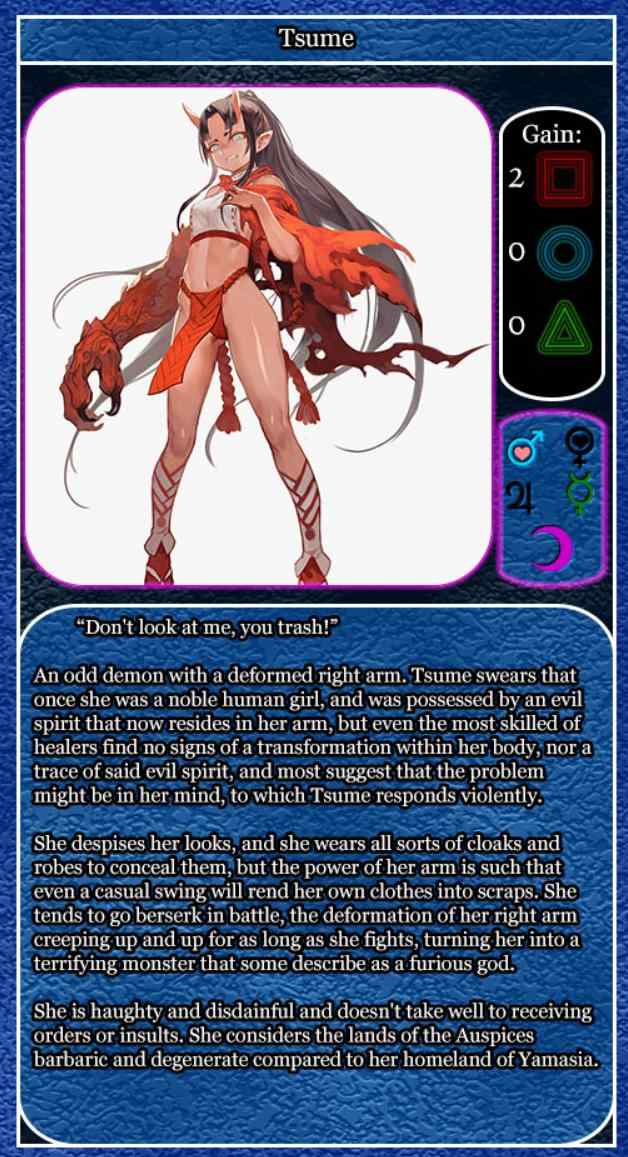 Tsume
Gain:
2
0
0
“Don't look at me, you trash!”
An odd demon with a deformed right arm. Tsume swears that
once she was a noble human girl, and was possessed by an evil
spirit that now resides in her arm, but even the most skilled of
healers find no signs of a transformation within her body, nor a
trace of said evil spirit, and most suggest that the problem
might be in her mind, to which Tsume responds violently.
She despises her looks, and she wears all sorts of cloaks and
robes to conceal them, but the power of her arm is such that
even a casual swing will rend her own clothes into scraps. She
tends to go berserk in battle, the deformation of her right arm
creeping up and up for as long as she fights, turning her into a
terrifying monster that some describe as a furious god.
She is haughty and disdainful and doesn't take well to receiving
orders or insults. She considers the lands of the Auspices
barbaric and degenerate compared to her homeland of Yamasia.